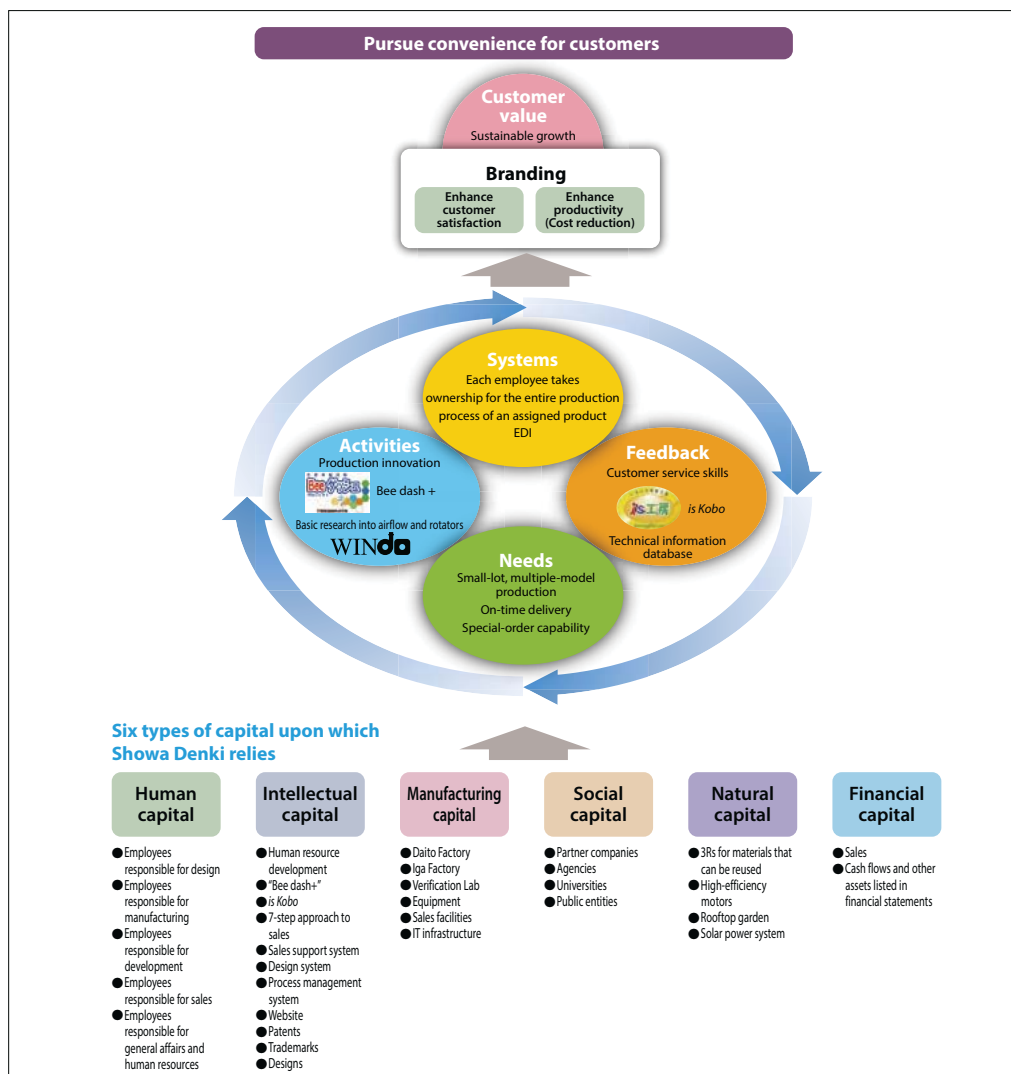 Pursue convenience for customers
Customer
value
Sustainable growth
Branding
Enhance
customer
satisfaction
Enhance
productivity
(Cost reduction)
Systems
Each employee takes
ownership for the entire production
process of an assigned product
EDI
Activities
Production innovation
Bee
Bee dash +
Basic research into airflow and rotators
WINda
Feedback
Customer service skills
is工房
is Kobo
Technical information
database
Needs
Small-lot, multiple-model
production
On-time delivery
Special-order capability
Six types of capital upon which
Showa Denki relies
Human
capital
●Employees
responsible for design
●Employees
responsible for
manufacturing
●Employees
responsible for
development
●Employees
responsible for sales
●Employees
responsible for
general affairs and
human resources
Intellectual
capital
●Human resource
development
●"Bee dash+"
●is Kobo
●7-step approach to
sales
●Sales support system
●Design system
●Process management
system
●Website
●Patents
●Trademarks
●Designs
Manufacturing
capital
●Daito Factory
●Iga Factory
●Verification Lab
●Equipment
●Sales facilities
●IT infrastructure
Social
capital
●Partner companies
●Agencies
●Universities
●Public entities
Natural
capital
●3Rs for materials that
can be reused
●High-efficiency
motors
●Rooftop garden
●Solar power system
Financial
capital
●Sales
●Cash flows and other
assets listed in
financial statements